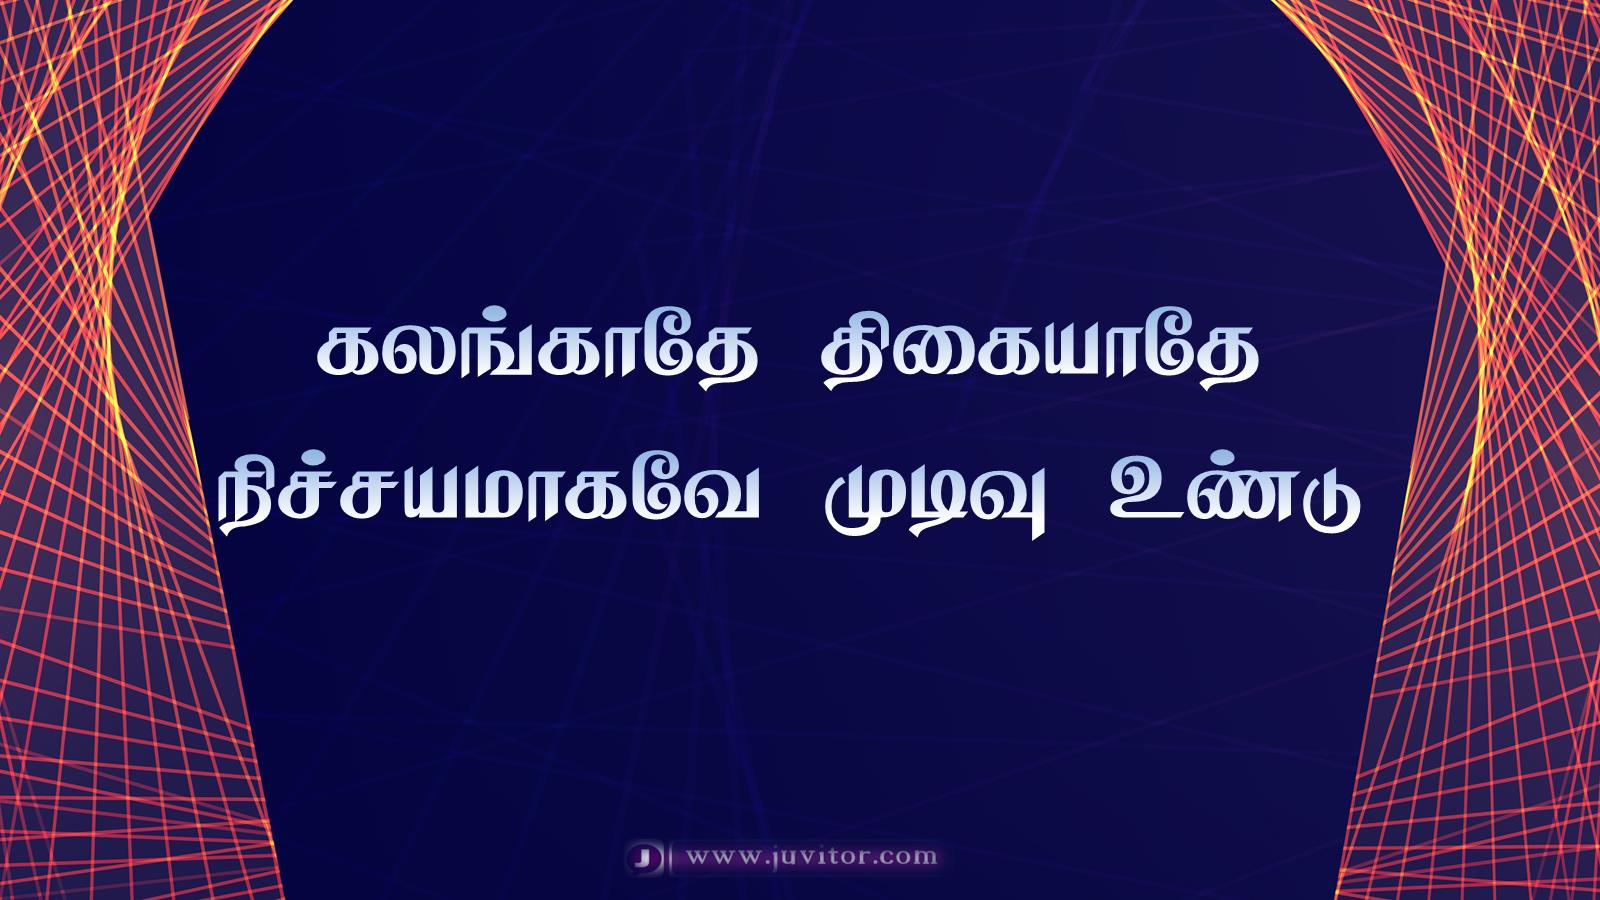 கலங்காதே திகையாதே
நிச்சயமாகவே முடிவு உண்டு
J www.juvitor.com